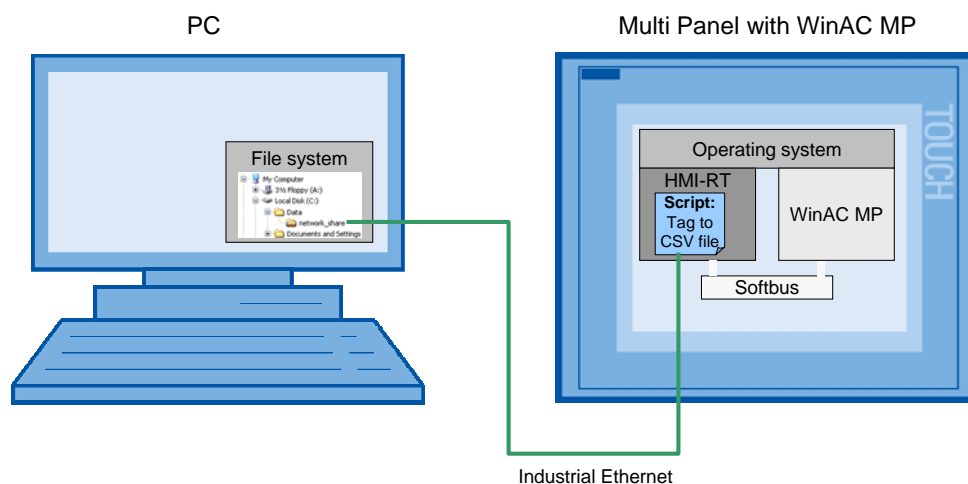 PC
Multi Panel with WinAC MP
File system
My Computer
3½ Floppy (A:)
Local Disk (C:)
Data
network_share
Documents and Settings
TOUCH
Operating system
HMI-RT
Script:
Tag to
CSV file
WinAC MP
Softbus
Industrial Ethernet